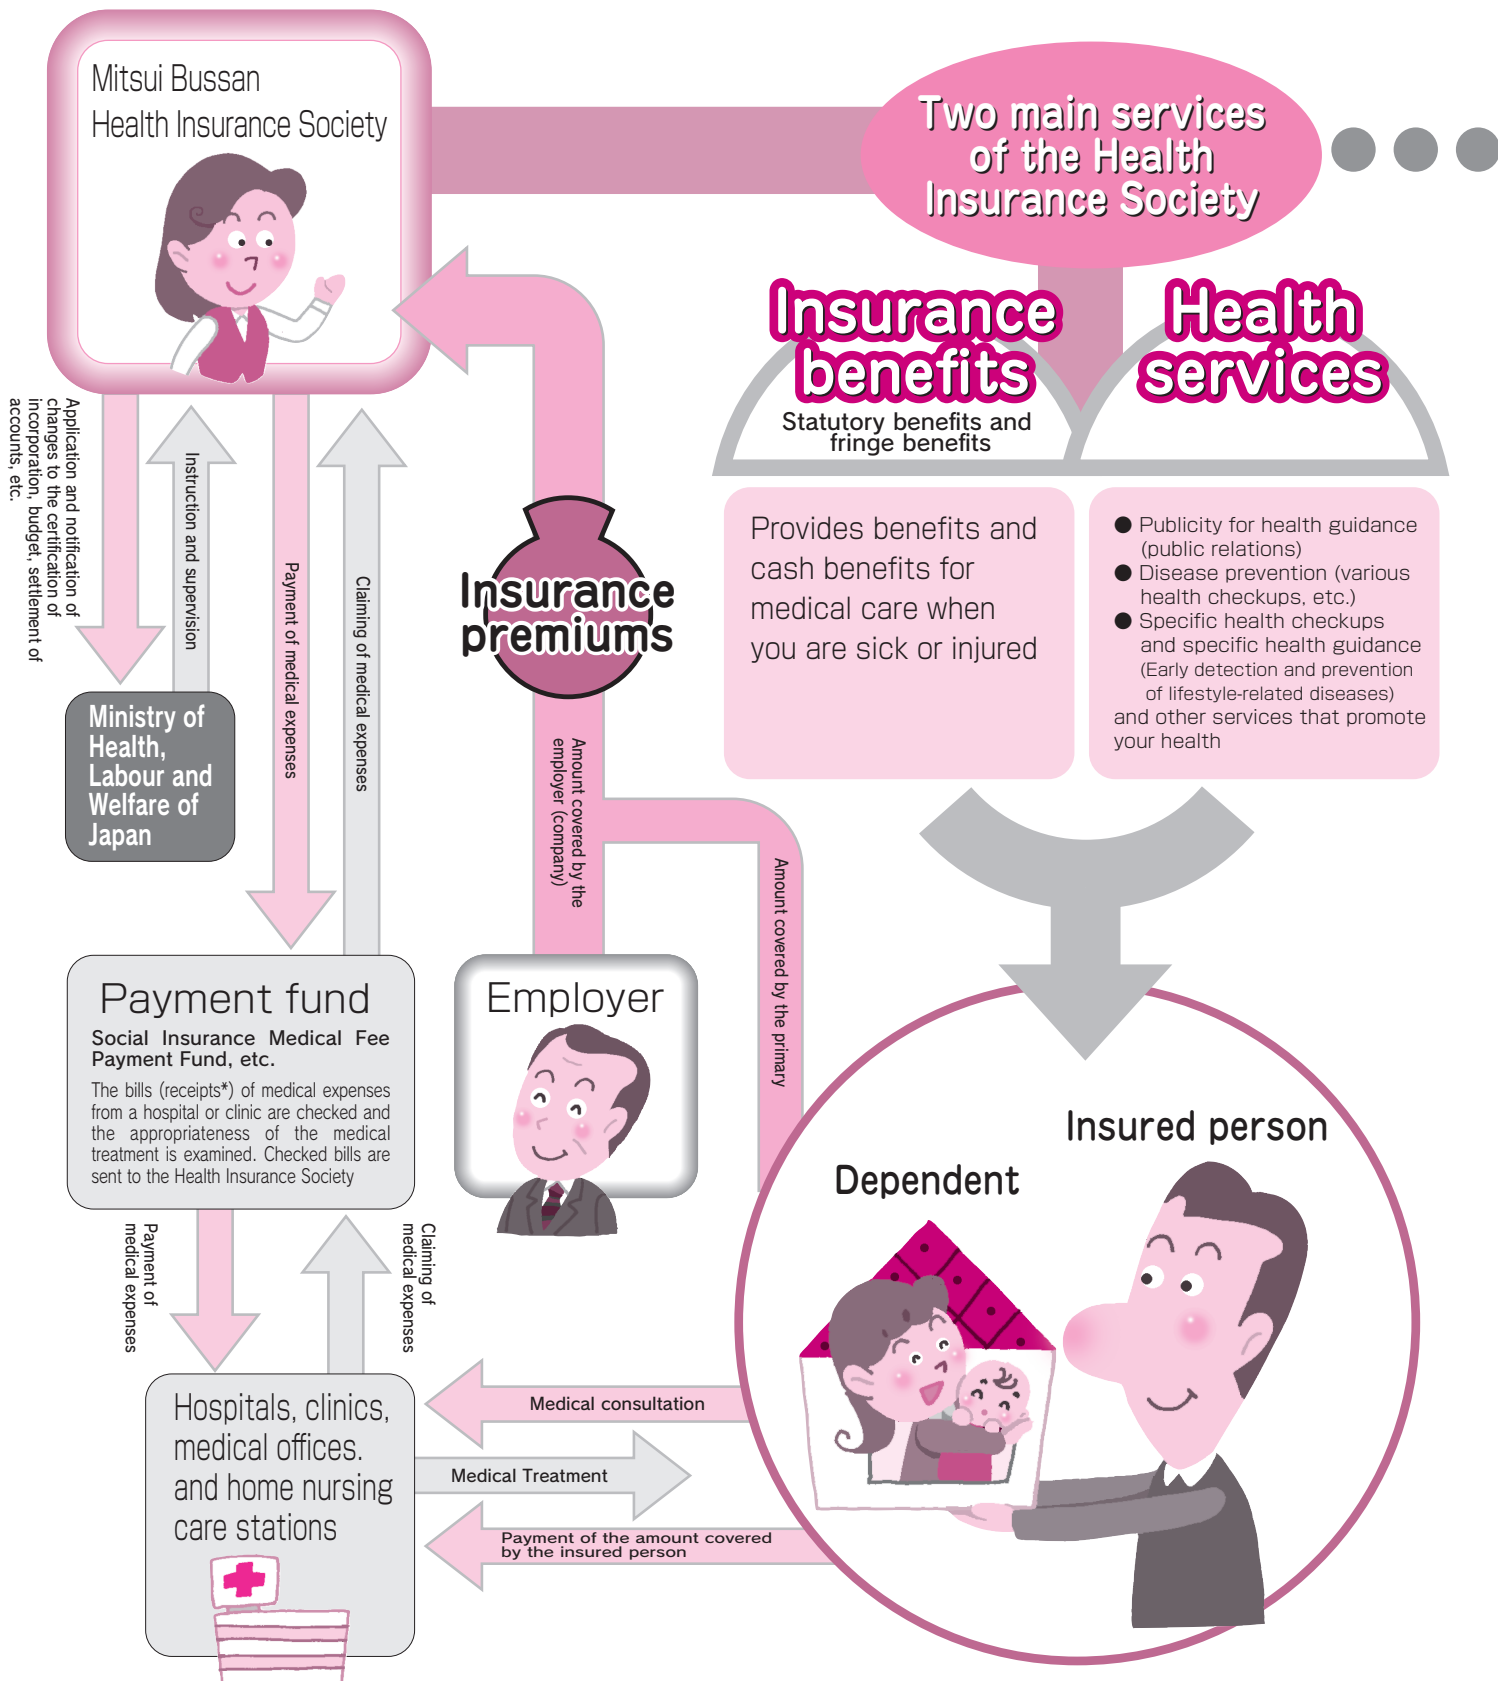 Mitsui Bussan
Health Insurance Society
Two main services
of the Health
Insurance Society
Insurance
benefits
Statutory benefits and
fringe benefits
Health
services
Provides benefits and
cash benefits for
medical care when
you are sick or injured
● Publicity for health guidance
(public relations)
● Disease prevention (various
health checkups, etc.)
● Specific health checkups
and specific health guidance
(Early detection and prevention
of lifestyle-related diseases)
and other services that promote
your health
Application and notification of
changes to the certification of
incorporation, budget, settlement of
accounts, etc.
Instruction and supervision
Payment of medical expenses
Claiming of medical expenses
Insurance
premiums
Ministry of
Health,
Labour and
Welfare of
Japan
Amount covered by the
employer (company)
Amount covered by the primary
Payment fund
Social Insurance Medical Fee
Payment Fund, etc.
The bills (receipts*) of medical expenses
from a hospital or clinic are checked and
the appropriateness of the medical
treatment is examined. Checked bills are
sent to the Health Insurance Society
Employer
Insured person
Dependent
Payment of
medical expenses
Claiming of
medical expenses
Hospitals, clinics,
medical offices.
and home nursing
care stations
Medical consultation
Medical Treatment
Payment of the amount covered
by the insured person